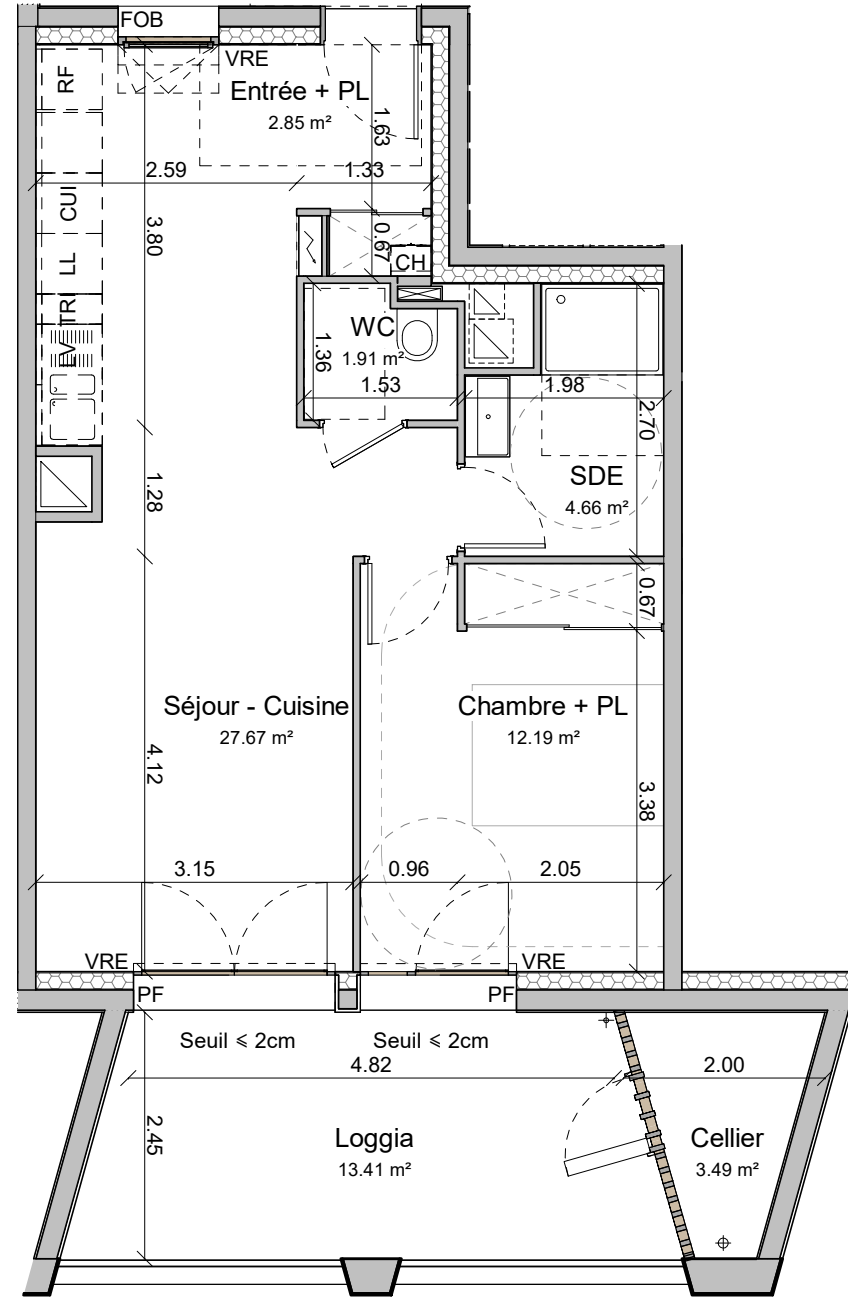 FOB
VRE
RF
Entrée + PL
2.85 m²
1.63
2.59
1.33
CUI
3.80
0.67
LL
CH
TRI
WC
1.91 m²
1.36
LV
1.53
1.98
2.70
SDE
4.66 m²
1.28
0.67
Séjour - Cuisine
27.67 m²
Chambre + PL
12.19 m²
4.12
3.38
3.15
0.96
2.05
VRE
VRE
PF
PF
Seuil ⩽ 2cm
Seuil ⩽ 2cm
4.82
2.00
2.45
Loggia
13.41 m²
Cellier
3.49 m²